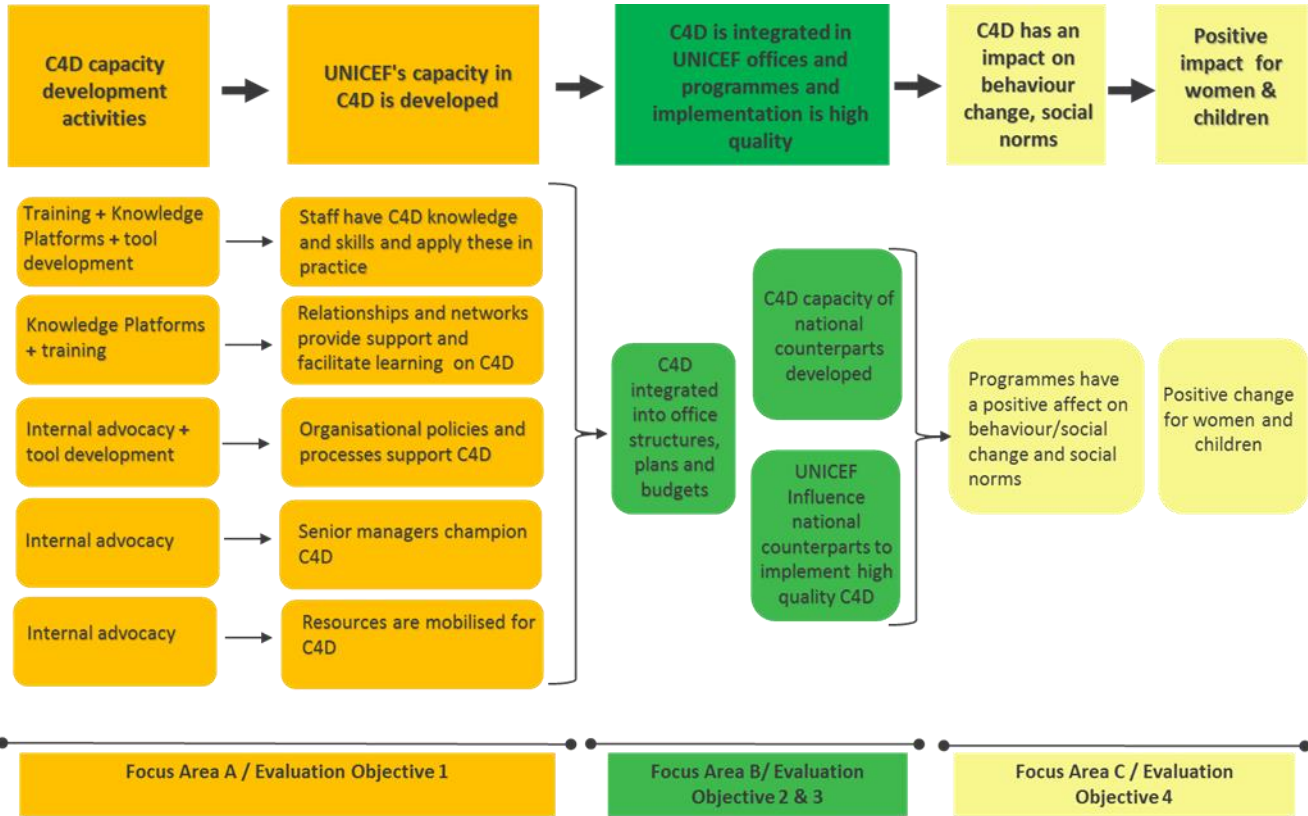 C4D capacity
development
activities
UNICEF's capacity in
C4D is developed
C4D is integrated in
UNICEF offices and
programmes and
implementation is high
quality
C4D has an
impact on
behaviour
change, social
norms
Positive
impact for
women &
children
Training + Knowledge
Platforms + tool
development
Staff have C4D knowledge
and skills and apply these in
practice
Knowledge Platforms
+ training
Relationships and networks
provide support and
facilitate learning on C4D
Internal advocacy +
tool development
Organisational policies and
processes support C4D
Internal advocacy
Senior managers champion
C4D
Internal advocacy
Resources are mobilised for
C4D
C4D
integrated
into office
structures,
plans and
budgets
C4D capacity of
national
counterparts
developed
UNICEF
Influence
national
counterparts to
implement high
quality C4D
Programmes have
a positive affect on
behaviour/social
change and social
norms
Positive change
for women and
children
Focus Area A / Evaluation Objective 1
Focus Area B/ Evaluation
Objective 2 & 3
Focus Area C / Evaluation
Objective 4